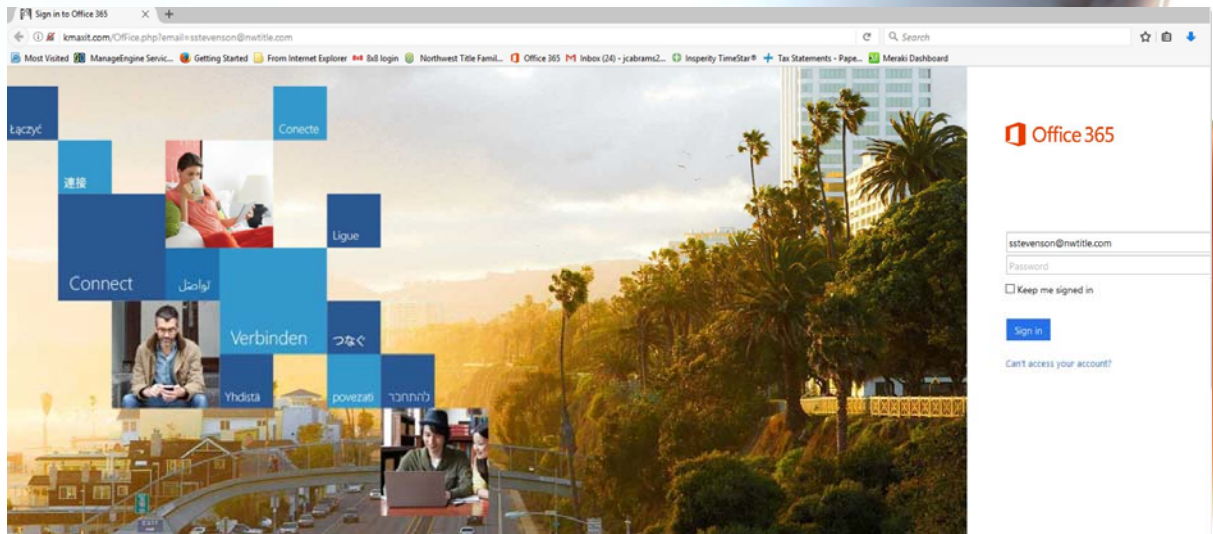 Sign in to Office 365
kmaxit.com/OfFice.php?email=sstevenson@nwtitle.com
Search
Most Visited ManageEngine Servic... Getting Started From Internet Explorer 8x8 8x8 login Northwest Title Famil... Office 365 Inbox (24) - jcabrams2... Insperity TimeStar® Tax Statements - Pape... Meraki Dashboard
Łączyć
Conecte
連接
Office 365
Ligue
sstevenson@nwtitle.com
Password
Connect
تواصل
Keep me signed in
Verbinden
つなぐ
Sign in
Can't access your account?
Yhdistä
povezati
להתחבר
EXIT